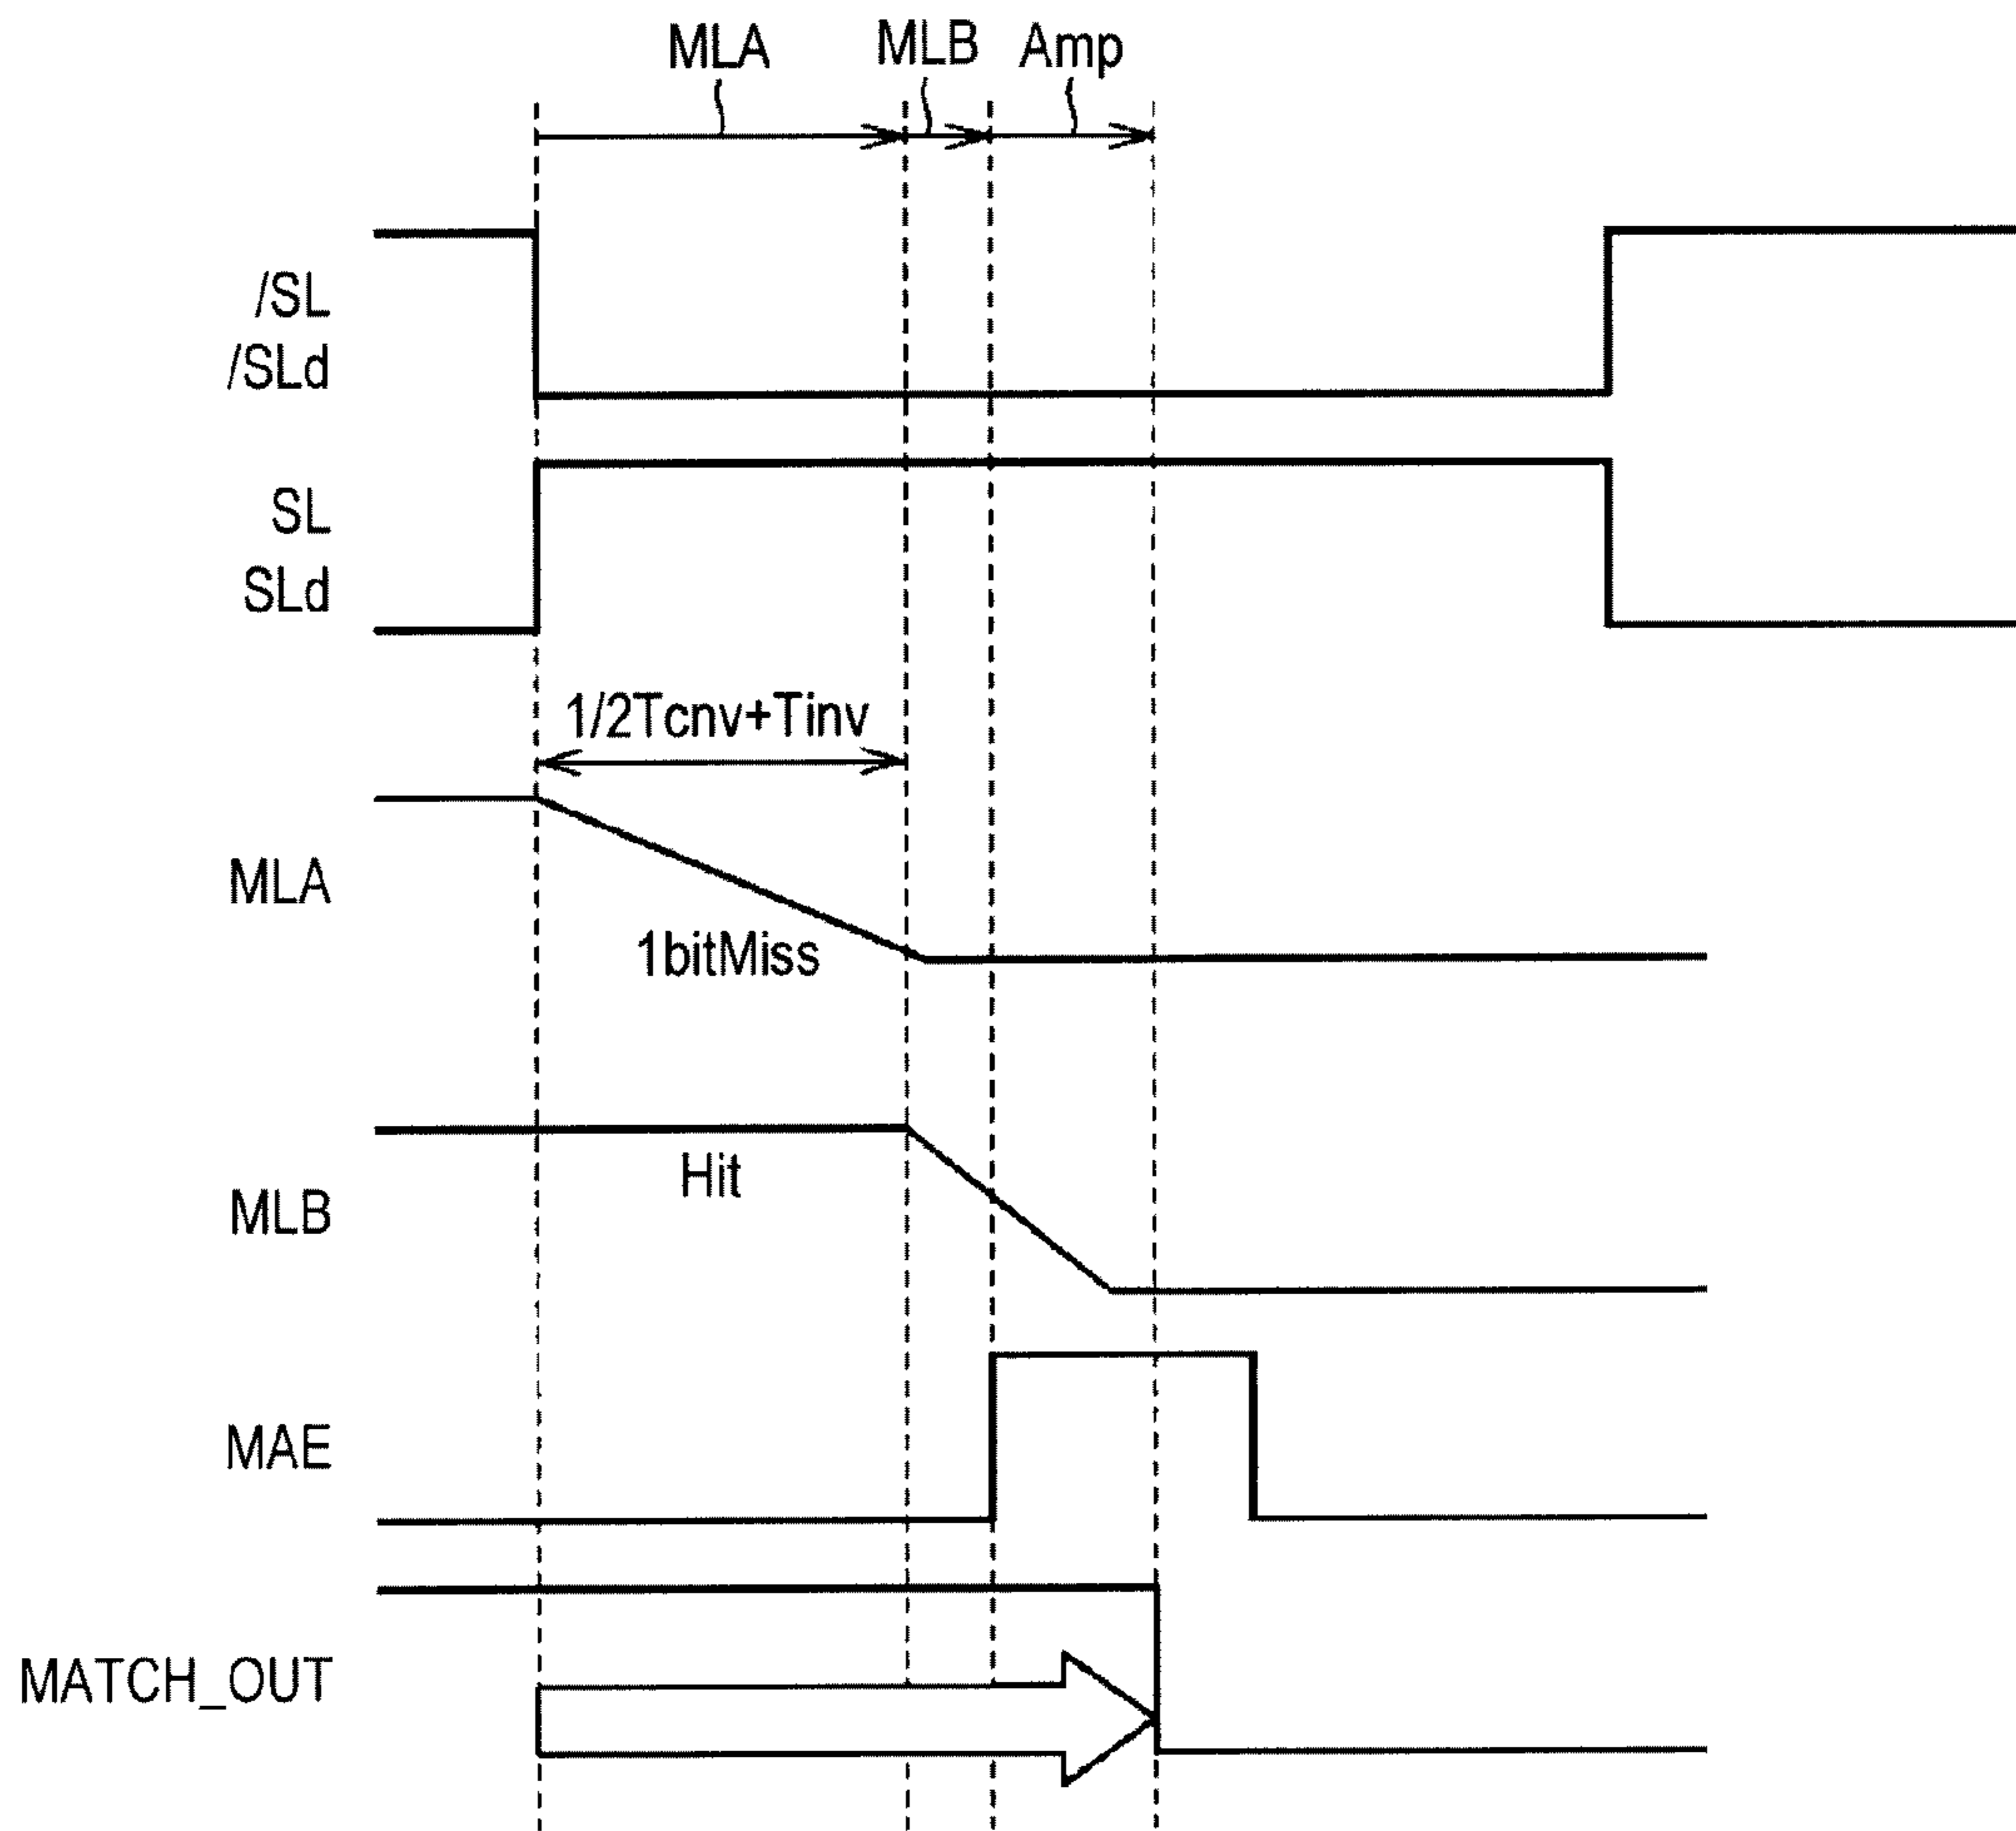 MLA MLB Amp
/SL
/SLd
SL
SLd
1/2Tcnv+Tinv
MLA
1bitMiss
Hit
MLB
MAE
MATCH_OUT